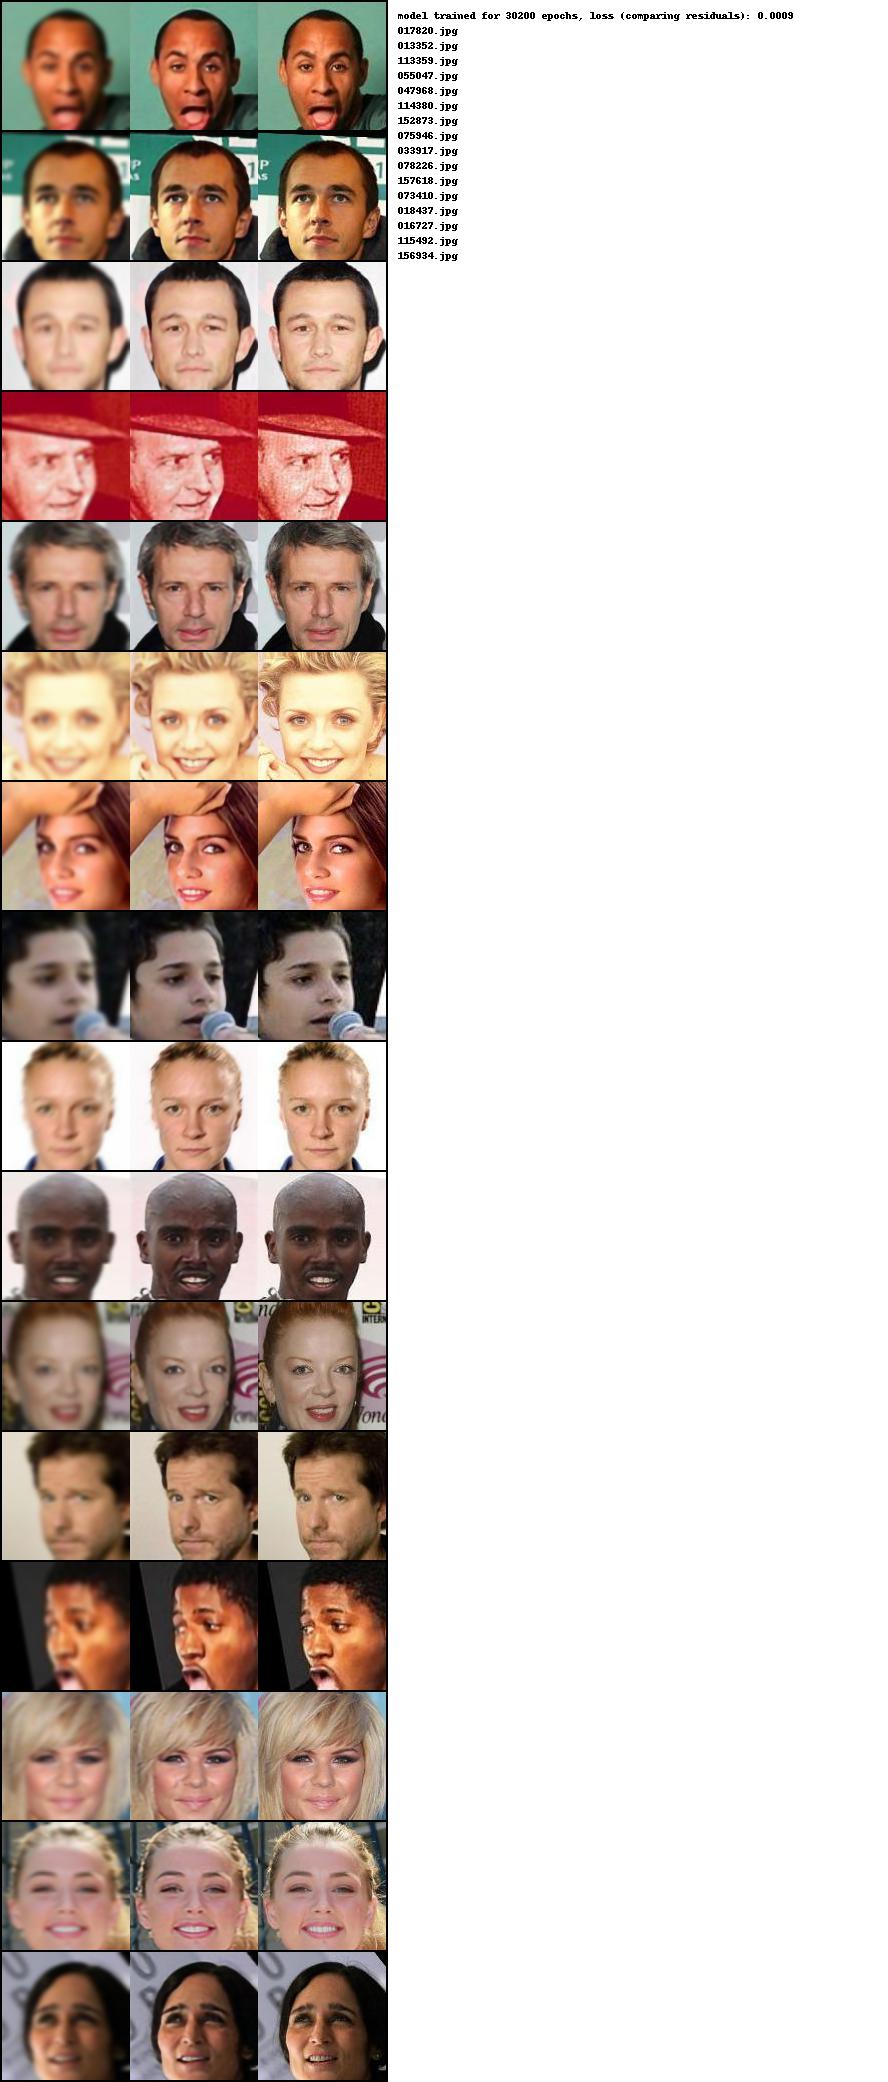 model trained for 30200 epochs, loss (comparing residuals): 0.0009
017820.jpg
013352.jpg
113359.jpg
055047.jpg
047968.jpg
114380.jpg
152873.jpg
075946.jpg
033917.jpg
078226.jpg
157618.jpg
073410.jpg
018437.jpg
016727.jpg
115492.jpg
156934.jpg
P
1
INTERN